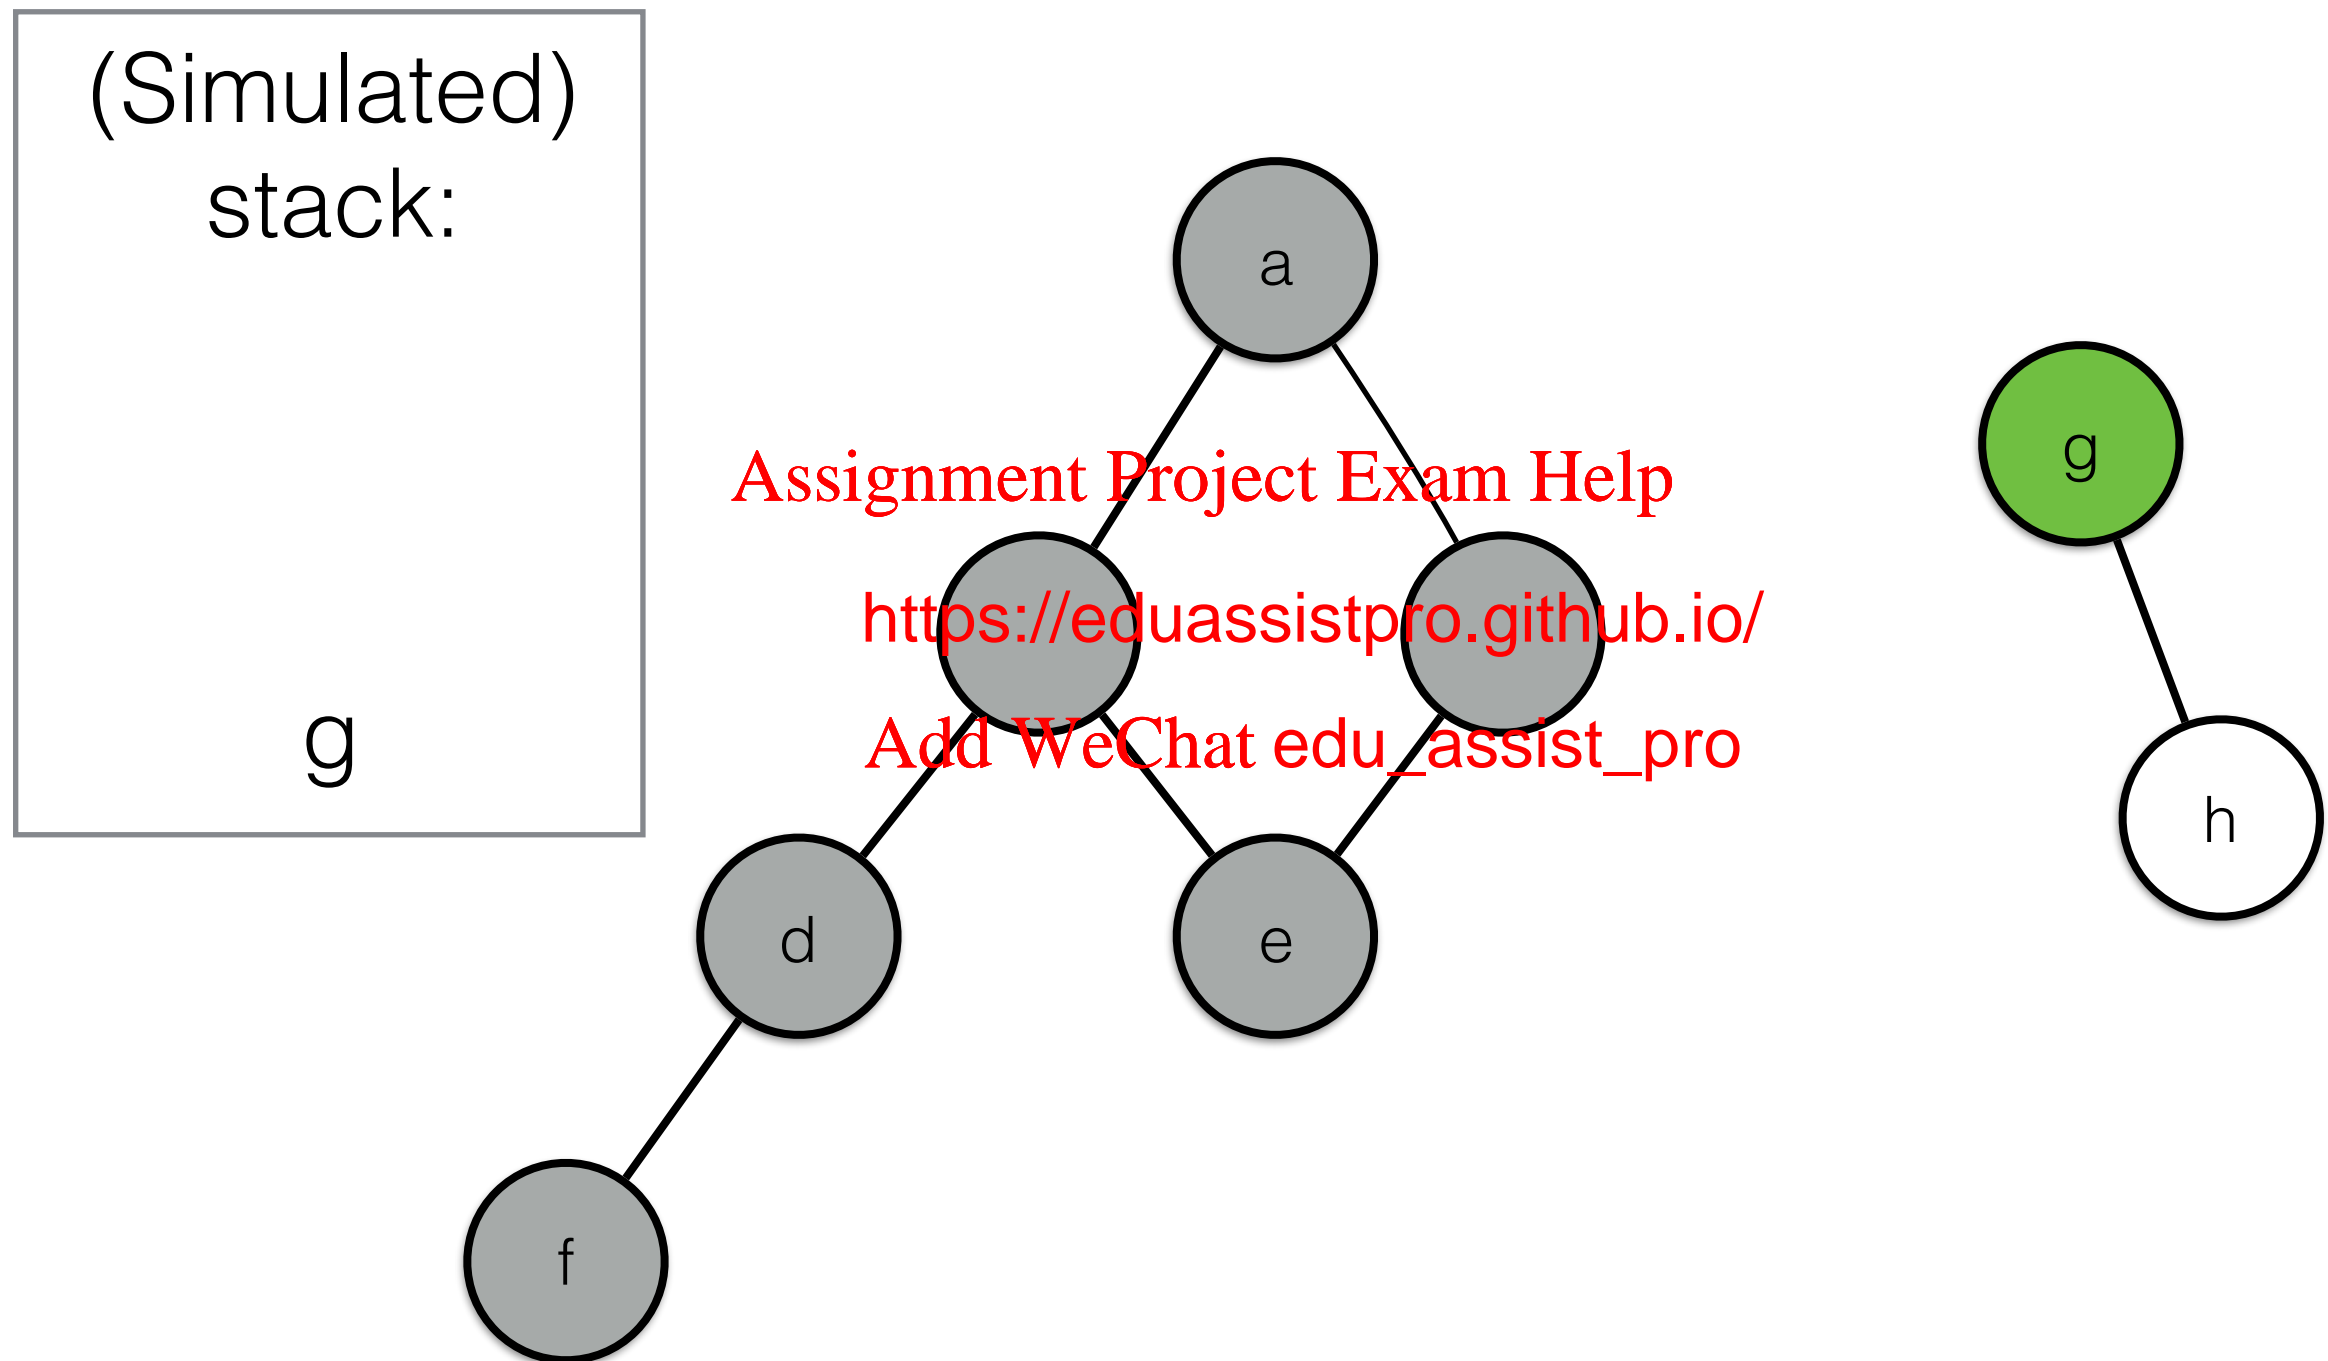 (Simulated)
stack:
g
a
g
Assignment Project Exam Help
https://eduassistpro.github.io/
Add WeChat edu_assist_pro
h
d
e
f